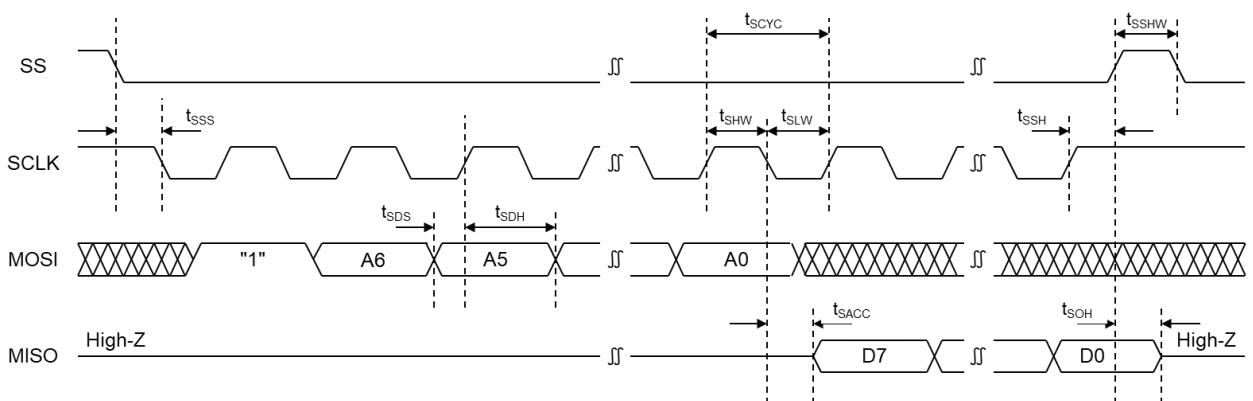 tSCYC tSSHW
SS
tSSS tSHW tSLW tSSH
SCLK
tSDS tSDH
MOSI "1" A6 A5 A0
tSACC tSOH
High-Z High-Z
MISO D7 D0